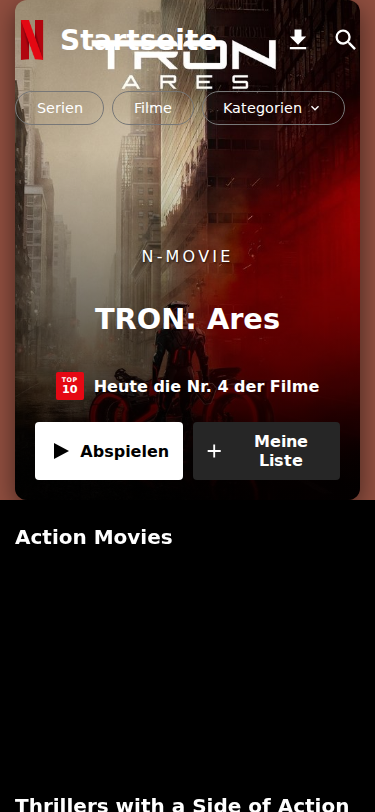 Startseite
TRON
ARES
Serien
Filme
Kategorien
N-MOVIE
TRON: Ares
TOP
10
Heute die Nr. 4 der Filme
Abspielen
Meine
Liste
Action Movies
Thrillers with a Side of Action